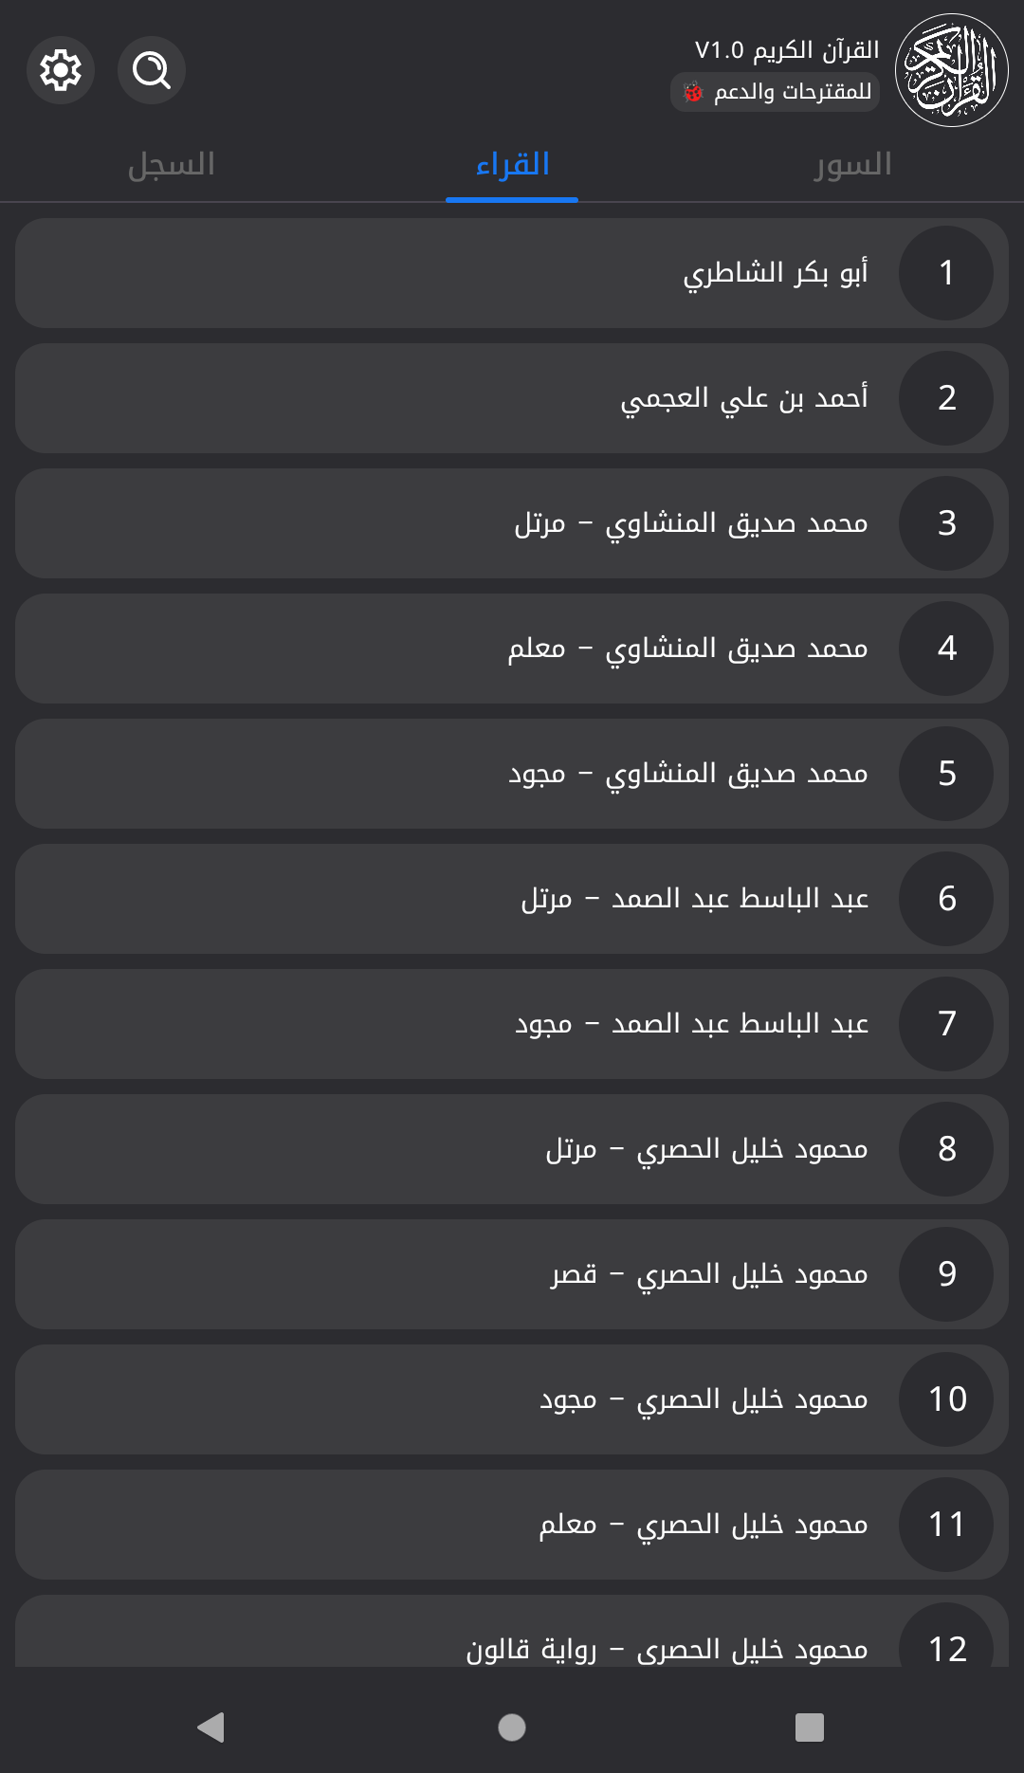 القرآن الكريم V1.0
للمقترحات والدعم
السور
القراء
السجل
1 أبو بكر الشاطري
2 أحمد بن علي العجمي
3 محمد صديق المنشاوي – مرتل
4 محمد صديق المنشاوي – معلم
5 محمد صديق المنشاوي – مجود
6 عبد الباسط عبد الصمد – مرتل
7 عبد الباسط عبد الصمد – مجود
8 محمود خليل الحصري – مرتل
9 محمود خليل الحصري – قصر
10 محمود خليل الحصري – مجود
11 محمود خليل الحصري – معلم
12 محمود خليل الحصري – رواية قالون